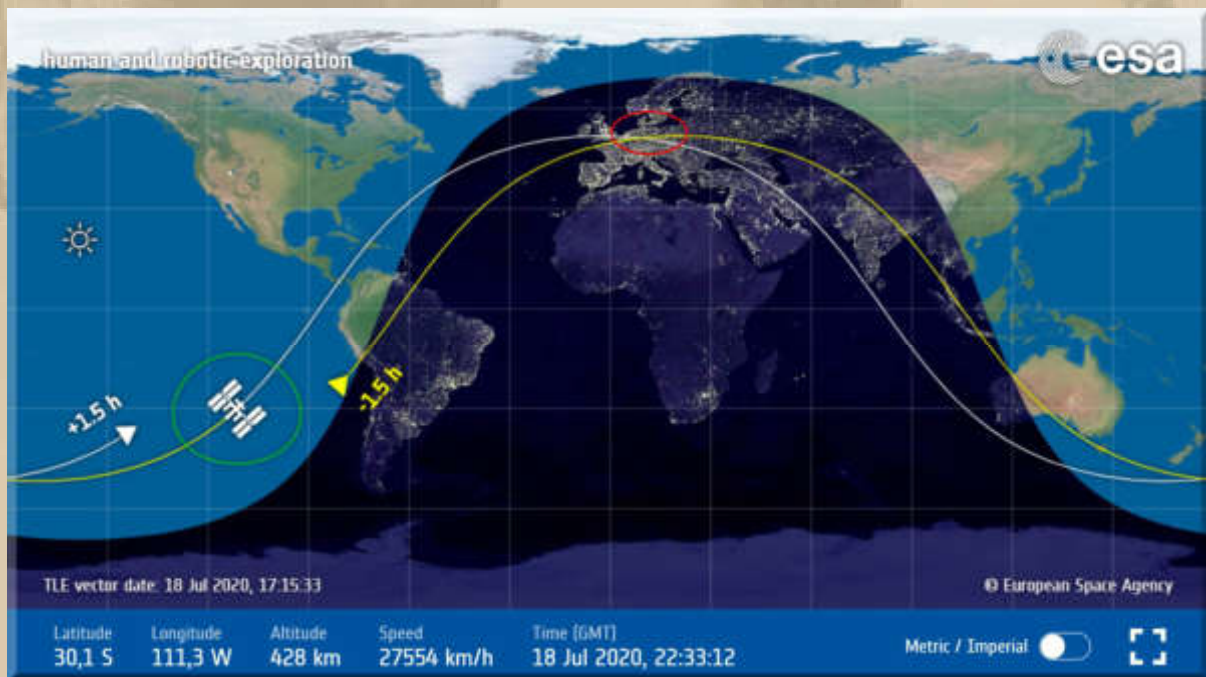 human and robotic exploration
esa
+1.5 h
-1.5 h
TLE vector date: 18 Jul 2020, 17:15:33
© European Space Agency
Latitude Longitude Altitude Speed Time (GMT)
30,1 S 111,3 W 428 km 27554 km/h 18 Jul 2020, 22:33:12
Metric / Imperial